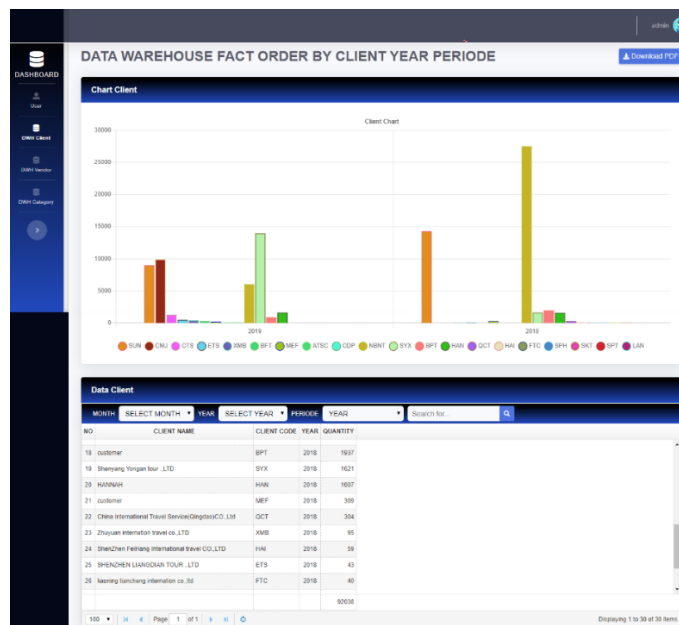 admin
DASHBOARD
User
DWH Client
DWH Vendor
DWH Category
DATA WAREHOUSE FACT ORDER BY CLIENT YEAR PERIODE
Download PDF
Chart Client
Client Chart
30000
25000
20000
15000
10000
5000
0
2019 2018
SUN CMJ OTS ETS XMB BFT MEF ATSC CDP NBNT SYX BPT HAN QCT HAI FTC SFH SKT SPT LAN
Data Client
MONTH SELECT MONTH YEAR SELECT YEAR PERIODE YEAR Search for...
NO CLIENT NAME CLIENT CODE YEAR QUANTITY
18 customer BPT 2018 1937
19 Shenyang Yongan tour .,LTD SYX 2018 1621
20 HANNAH HAN 2018 1607
21 customer MEF 2018 309
22 China International Travel Service(Qingdao)CO.,Ltd QCT 2018 304
23 Zhuyuan internation travel co.,LTD XMB 2018 95
24 ShenZhen FeiXiang International travel CO.,LTD HAI 2018 59
25 SHENZHEN LIANGDIAN TOUR .,LTD ETS 2018 43
26 liaoning tiancheng internation co.,ltd FTC 2018 40
92038
100 Page 1 of 1 Displaying 1 to 30 of 30 items